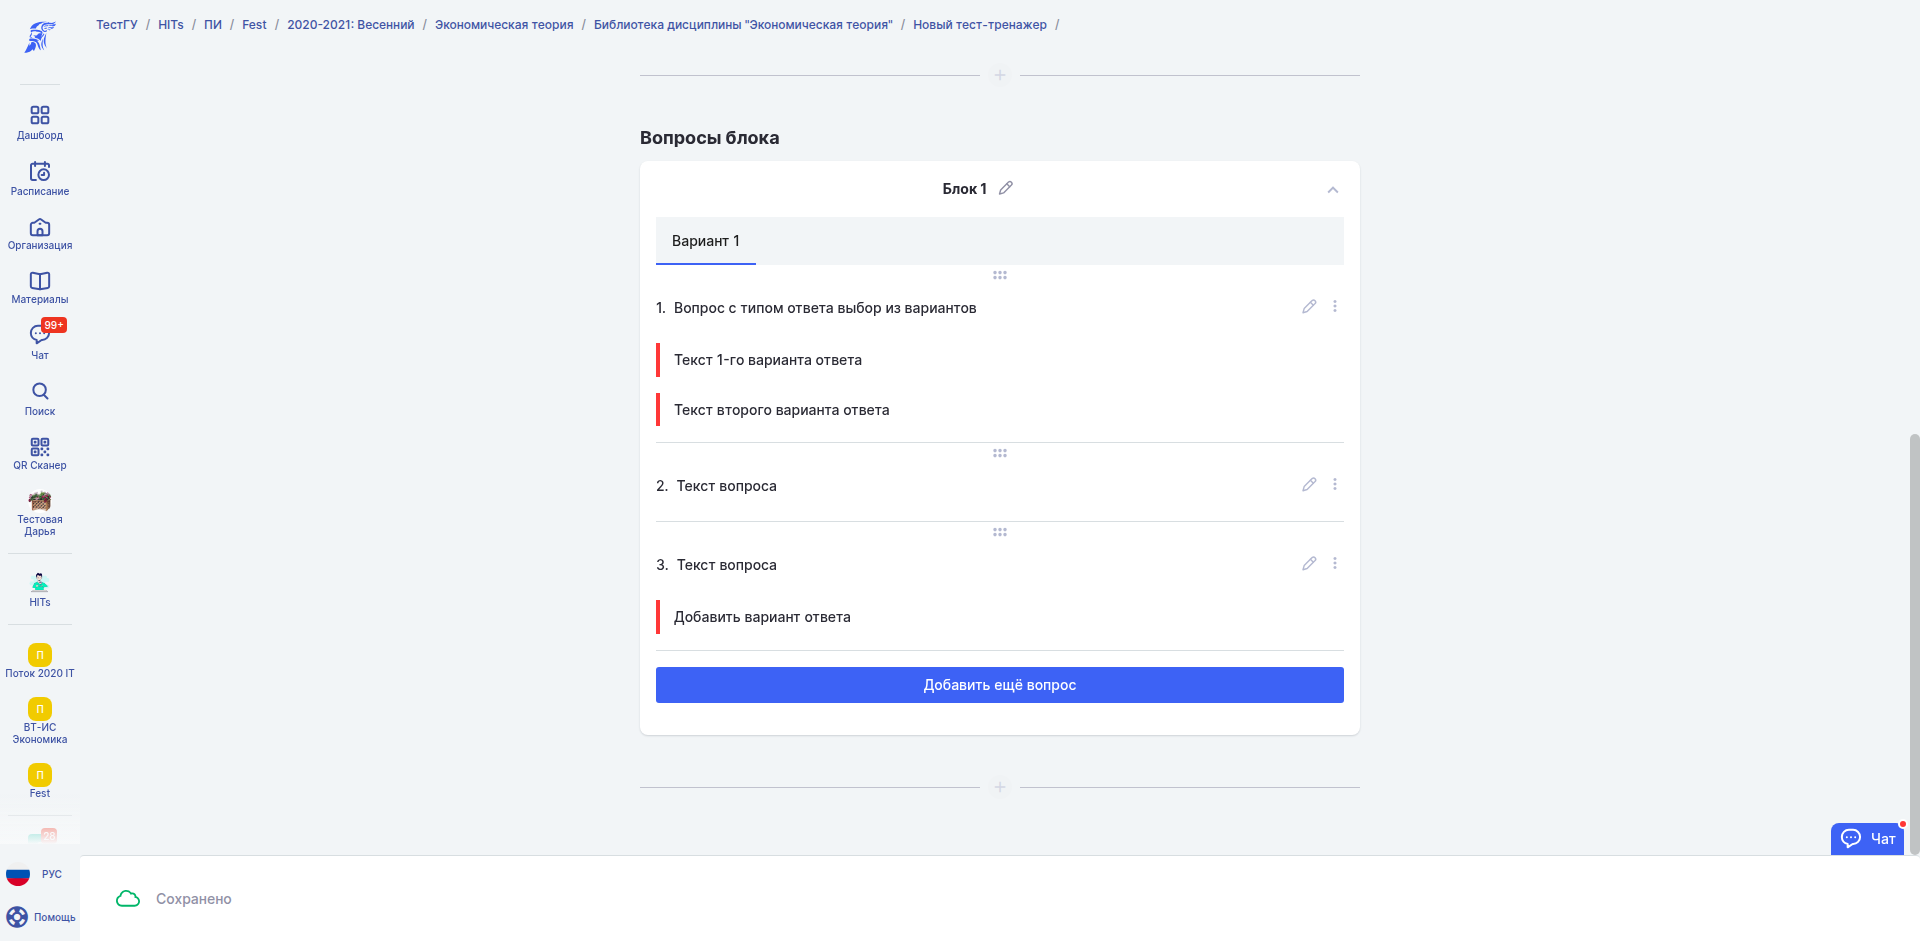 ТестГУ / HITs / ПИ / Fest / 2020-2021: Весенний / Экономическая теория / Библиотека дисциплины "Экономическая теория" / Новый тест-тренажер /
Дашборд
Расписание
Организация
Материалы
99+
Чат
Поиск
QR Сканер
Тестовая
Дарья
HITs
П
Поток 2020 IT
П
ВТ-ИС
Экономика
П
Fest
28
РУС
Помощь
Вопросы блока
Блок 1
Вариант 1
1. Вопрос с типом ответа выбор из вариантов
Текст 1-го варианта ответа
Текст второго варианта ответа
2. Текст вопроса
3. Текст вопроса
Добавить вариант ответа
Добавить ещё вопрос
Чат
Сохранено